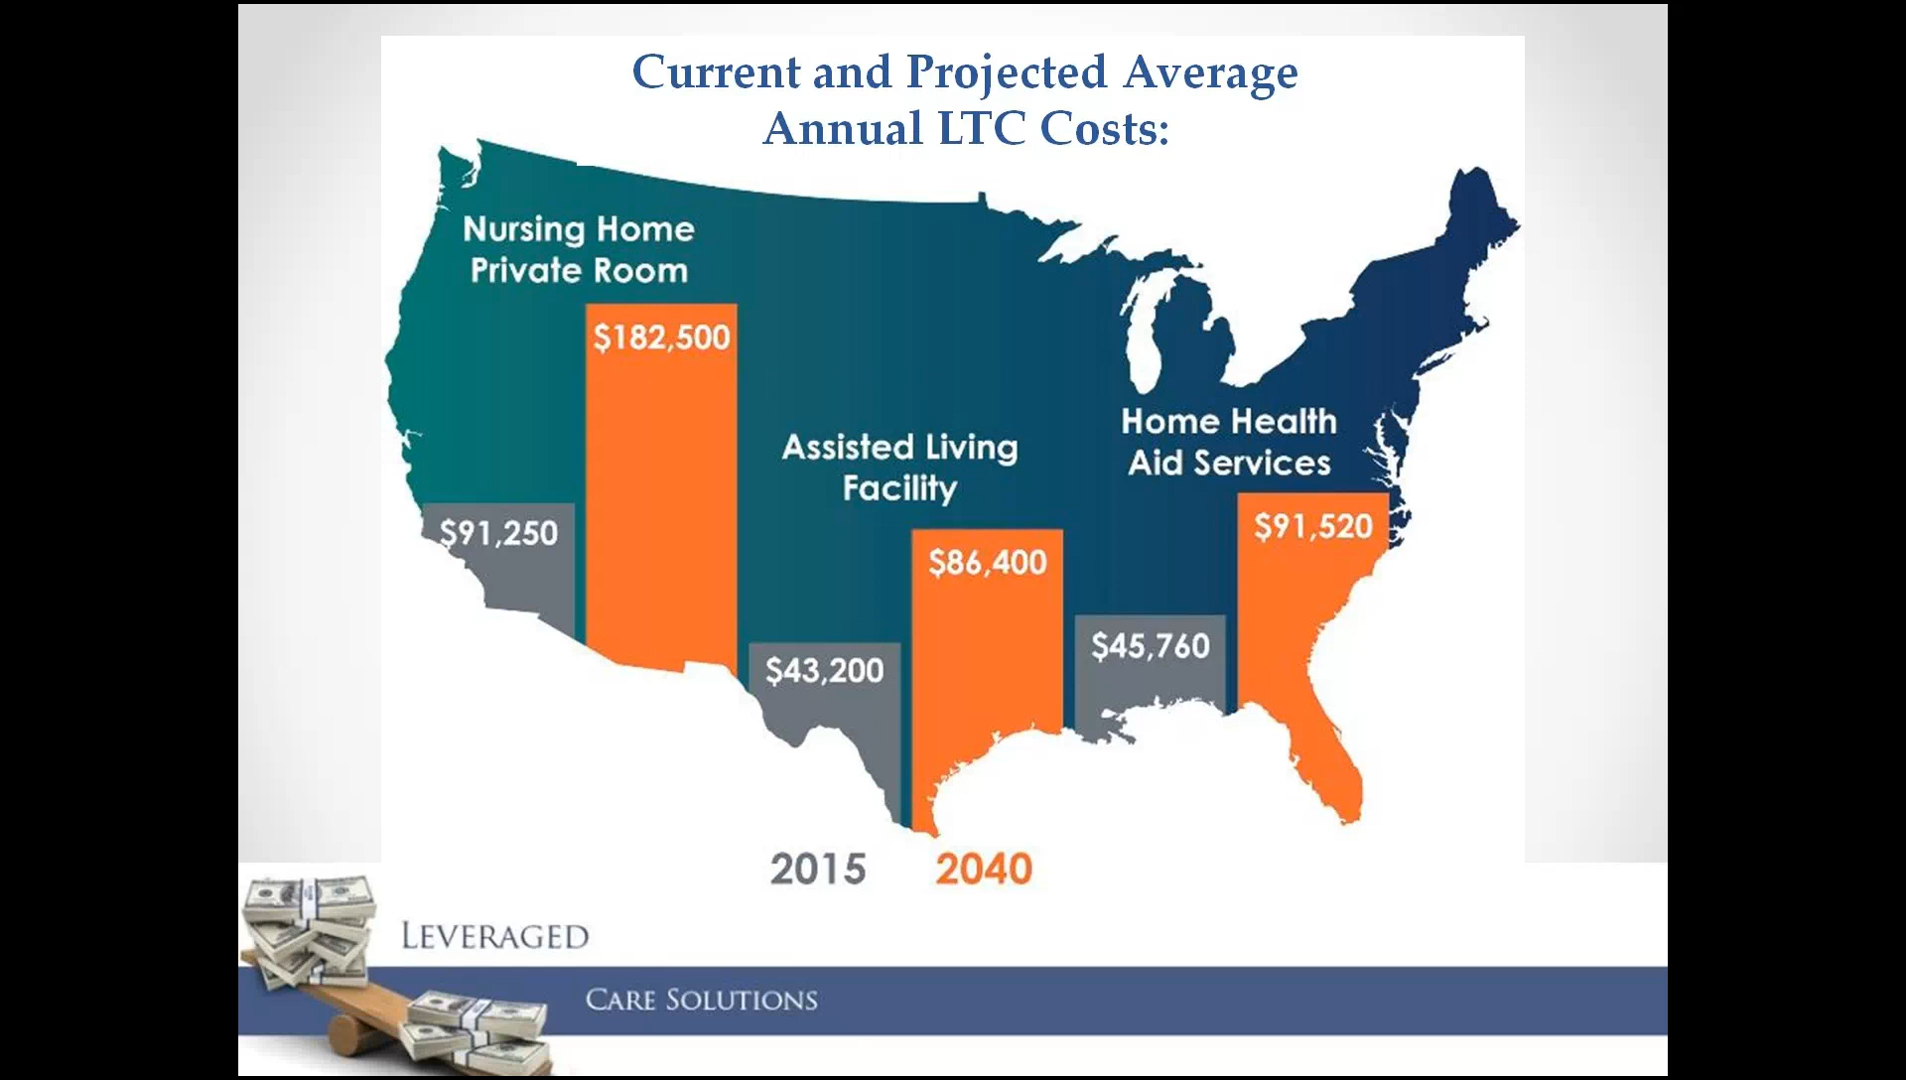 Current and Projected Average
Annual LTC Costs:
Nursing Home
Private Room
$182,500
$91,250
Assisted Living
Facility
$86,400
$43,200
Home Health
Aid Services
$91,520
$45,760
2015 2040
LEVERAGED
CARE SOLUTIONS